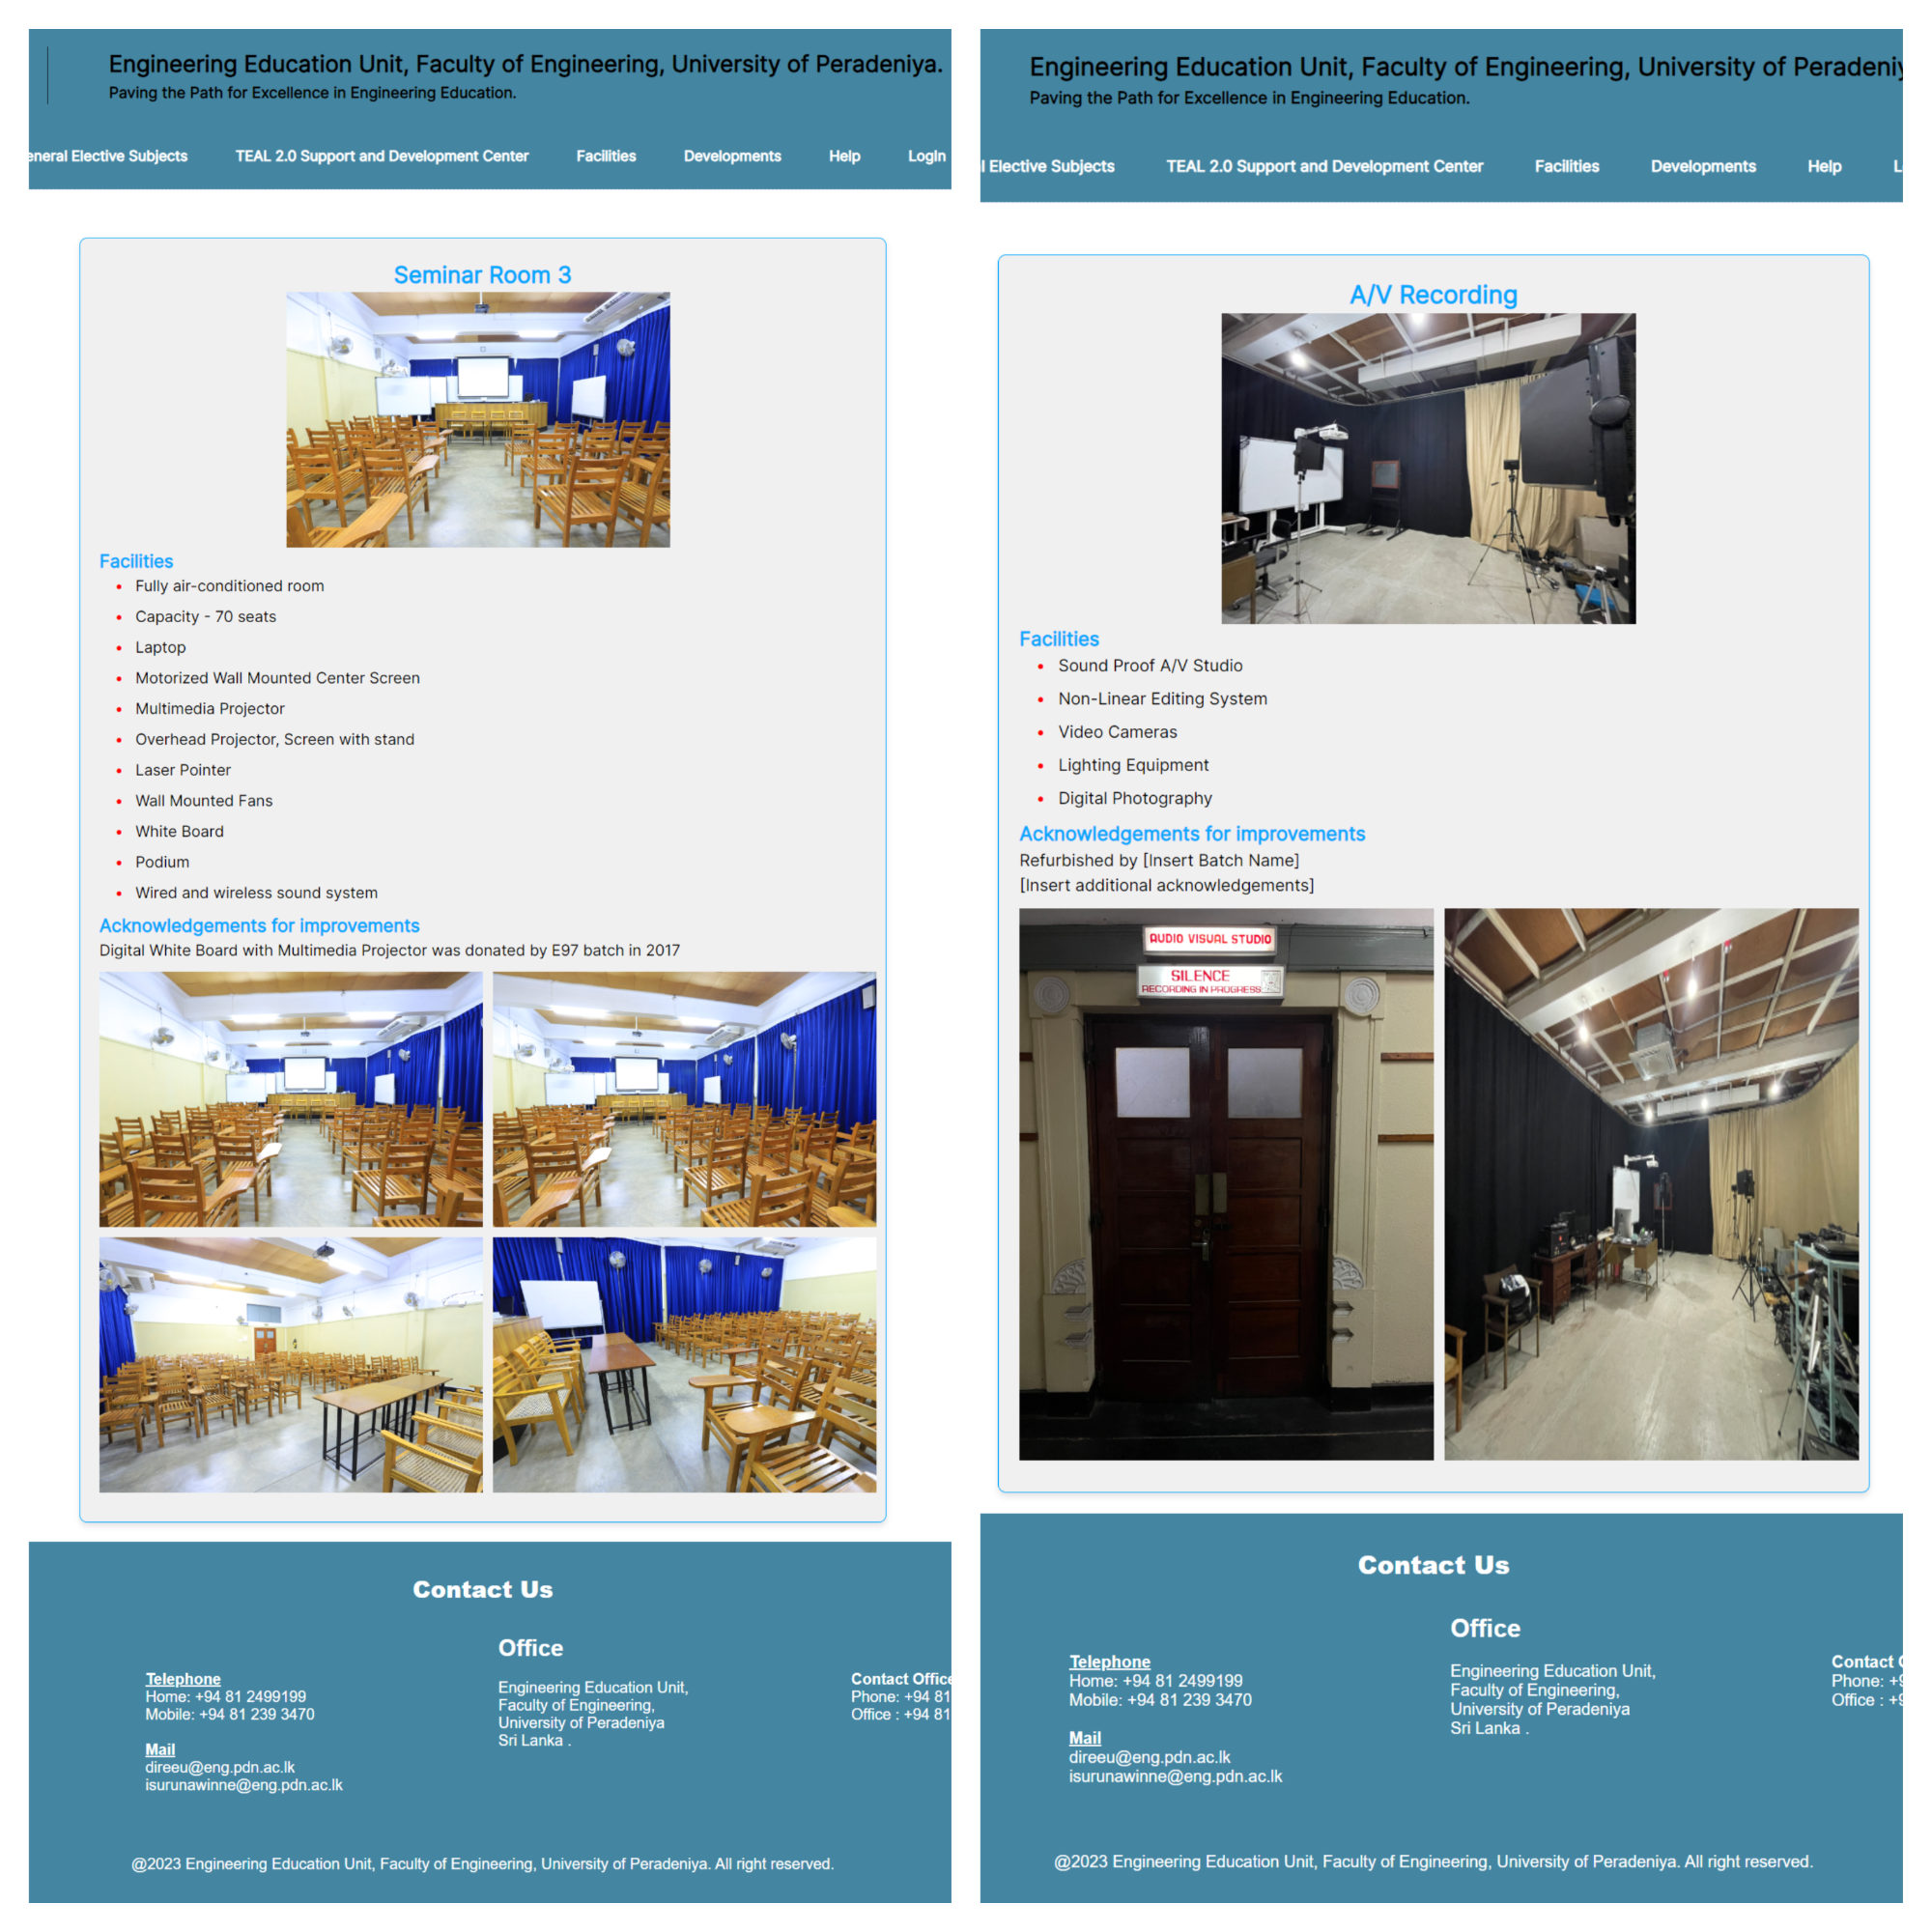 Engineering Education Unit, Faculty of Engineering, University of Peradeniya.
Paving the Path for Excellence in Engineering Education.
eneral Elective Subjects TEAL 2.0 Support and Development Center Facilities Developments Help LogIn
Seminar Room 3
Facilities
• Fully air-conditioned room
• Capacity - 70 seats
• Laptop
• Motorized Wall Mounted Center Screen
• Multimedia Projector
• Overhead Projector, Screen with stand
• Laser Pointer
• Wall Mounted Fans
• White Board
• Podium
• Wired and wireless sound system
Acknowledgements for improvements
Digital White Board with Multimedia Projector was donated by E97 batch in 2017
Contact Us
Telephone
Home: +94 81 2499199
Mobile: +94 81 239 3470
Mail
direeu@eng.pdn.ac.lk
isurunawinne@eng.pdn.ac.lk
Office
Engineering Education Unit,
Faculty of Engineering,
University of Peradeniya
Sri Lanka .
Contact Office
Phone: +94 81
Office : +94 81
@2023 Engineering Education Unit, Faculty of Engineering, University of Peradeniya. All right reserved.
Engineering Education Unit, Faculty of Engineering, University of Peradeniy
Paving the Path for Excellence in Engineering Education.
l Elective Subjects TEAL 2.0 Support and Development Center Facilities Developments Help L
A/V Recording
Facilities
• Sound Proof A/V Studio
• Non-Linear Editing System
• Video Cameras
• Lighting Equipment
• Digital Photography
Acknowledgements for improvements
Refurbished by [Insert Batch Name]
[Insert additional acknowledgements]
AUDIO VISUAL STUDIO
SILENCE
RECORDING IN PROGRESS
Contact Us
Telephone
Home: +94 81 2499199
Mobile: +94 81 239 3470
Mail
direeu@eng.pdn.ac.lk
isurunawinne@eng.pdn.ac.lk
Office
Engineering Education Unit,
Faculty of Engineering,
University of Peradeniya
Sri Lanka .
Contact
Phone: +9
Office : +9
@2023 Engineering Education Unit, Faculty of Engineering, University of Peradeniya. All right reserved.